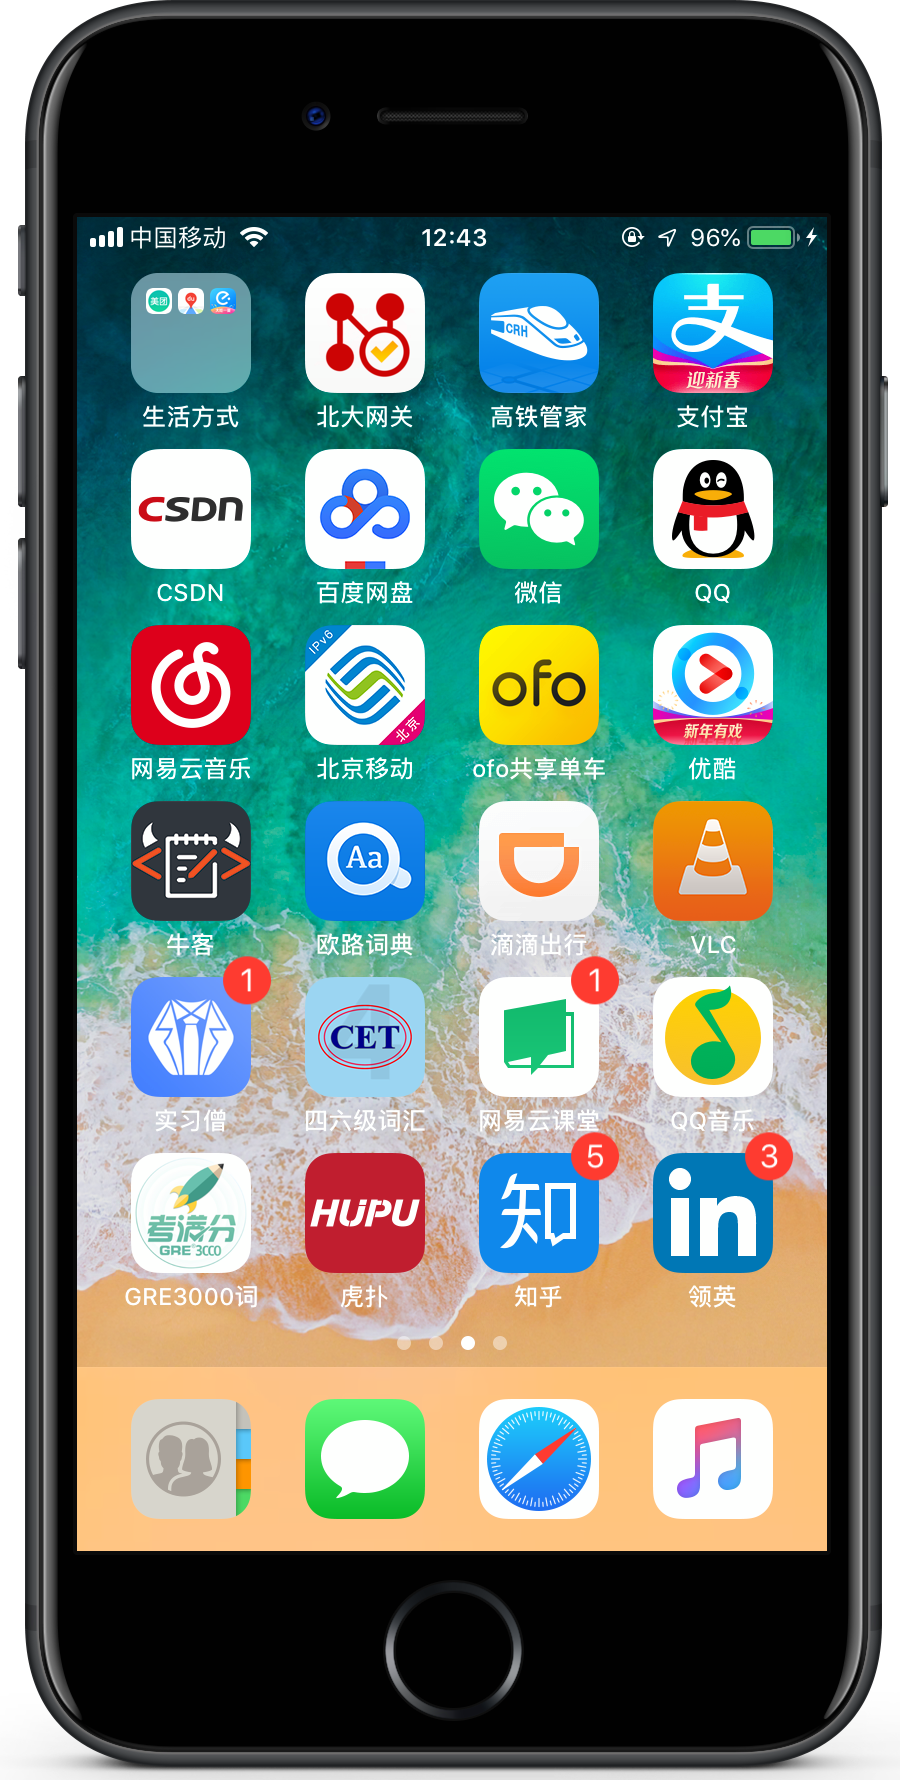 中国移动 12:43 96%
美团 du
CRH
支
迎新春
生活方式 北大网关 高铁管家 支付宝
CSDN
CSDN 百度网盘 微信 QQ
IPv6
北京
ofo
新年有戏
网易云音乐 北京移动 ofo共享单车 优酷
Aa
牛客 欧路词典 滴滴出行 VLC
1 1
4
CET
实习僧 四六级词汇 网易云课堂 QQ音乐
5 3
考满分
GRE 3000
HUPU
知
in
GRE3000词 虎扑 知乎 领英